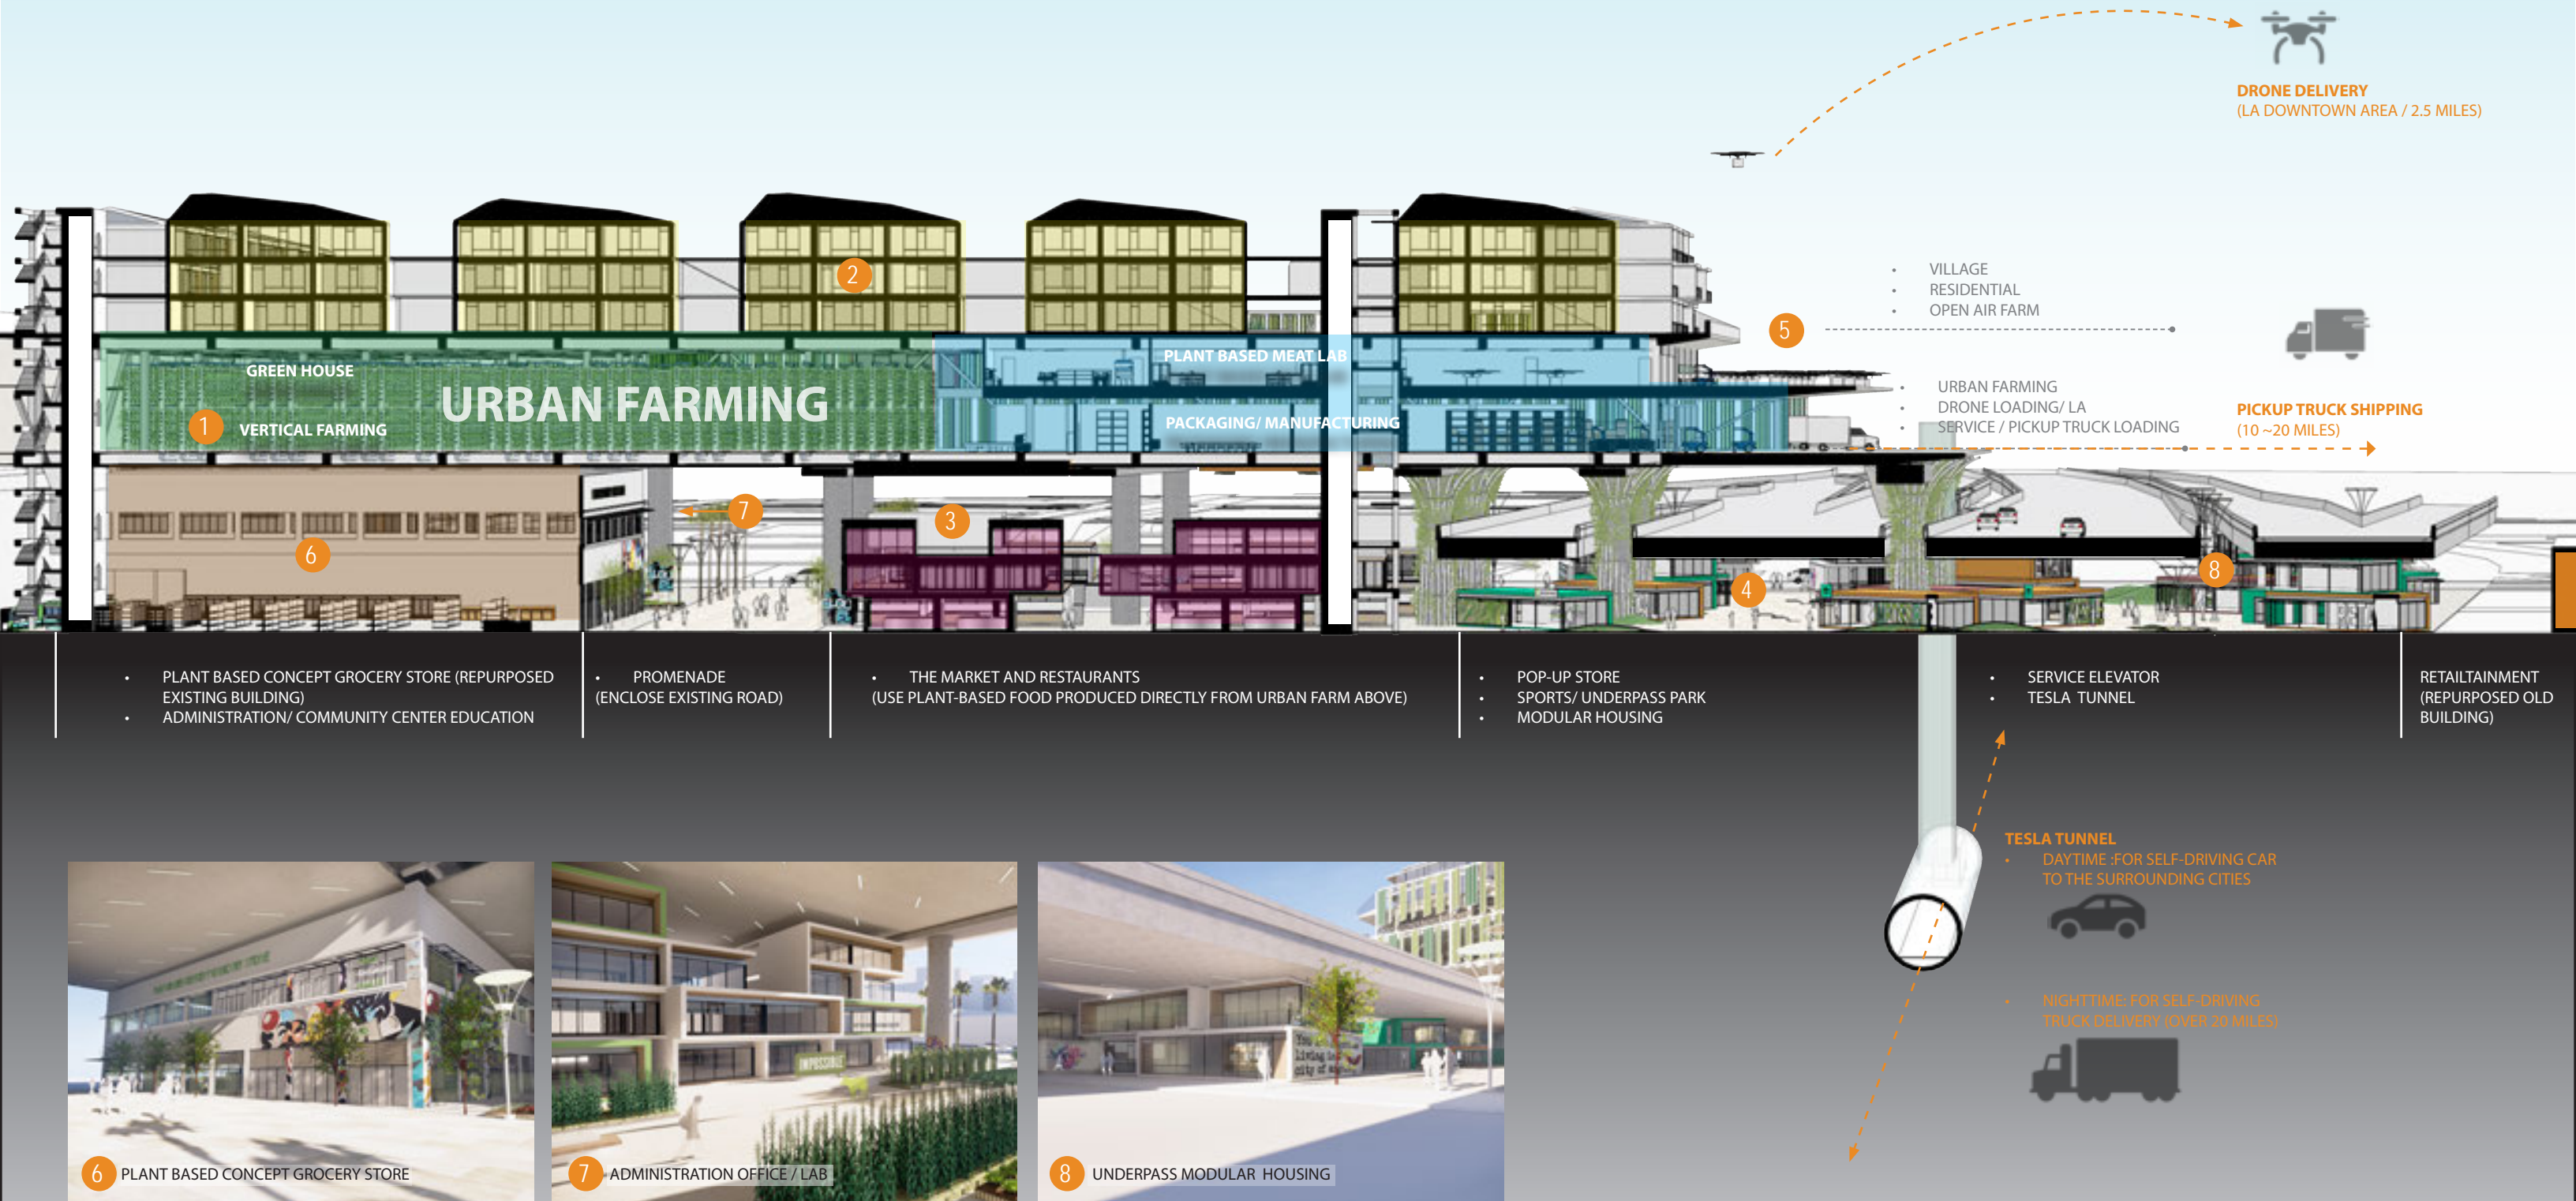 DRONE DELIVERY
(LA DOWNTOWN AREA / 2.5 MILES)
2
• VILLAGE
• RESIDENTIAL
• OPEN AIR FARM
5
GREEN HOUSE
URBAN FARMING
1
VERTICAL FARMING
PLANT BASED MEAT LAB
PACKAGING/ MANUFACTURING
• URBAN FARMING
• DRONE LOADING/ LA
• SERVICE / PICKUP TRUCK LOADING
PICKUP TRUCK SHIPPING
(10 ~20 MILES)
7
3
6
4
8
• PLANT BASED CONCEPT GROCERY STORE (REPURPOSED
EXISTING BUILDING)
• ADMINISTRATION/ COMMUNITY CENTER EDUCATION
• PROMENADE
(ENCLOSE EXISTING ROAD)
• THE MARKET AND RESTAURANTS
(USE PLANT-BASED FOOD PRODUCED DIRECTLY FROM URBAN FARM ABOVE)
• POP-UP STORE
• SPORTS/ UNDERPASS PARK
• MODULAR HOUSING
• SERVICE ELEVATOR
• TESLA TUNNEL
RETAILTAINMENT
(REPURPOSED OLD
BUILDING)
TESLA TUNNEL
• DAYTIME :FOR SELF-DRIVING CAR
TO THE SURROUNDING CITIES
• NIGHTTIME: FOR SELF-DRIVING
TRUCK DELIVERY (OVER 20 MILES)
IMPOSSIBLE
You
Living
city of
6 PLANT BASED CONCEPT GROCERY STORE
7 ADMINISTRATION OFFICE / LAB
8 UNDERPASS MODULAR HOUSING